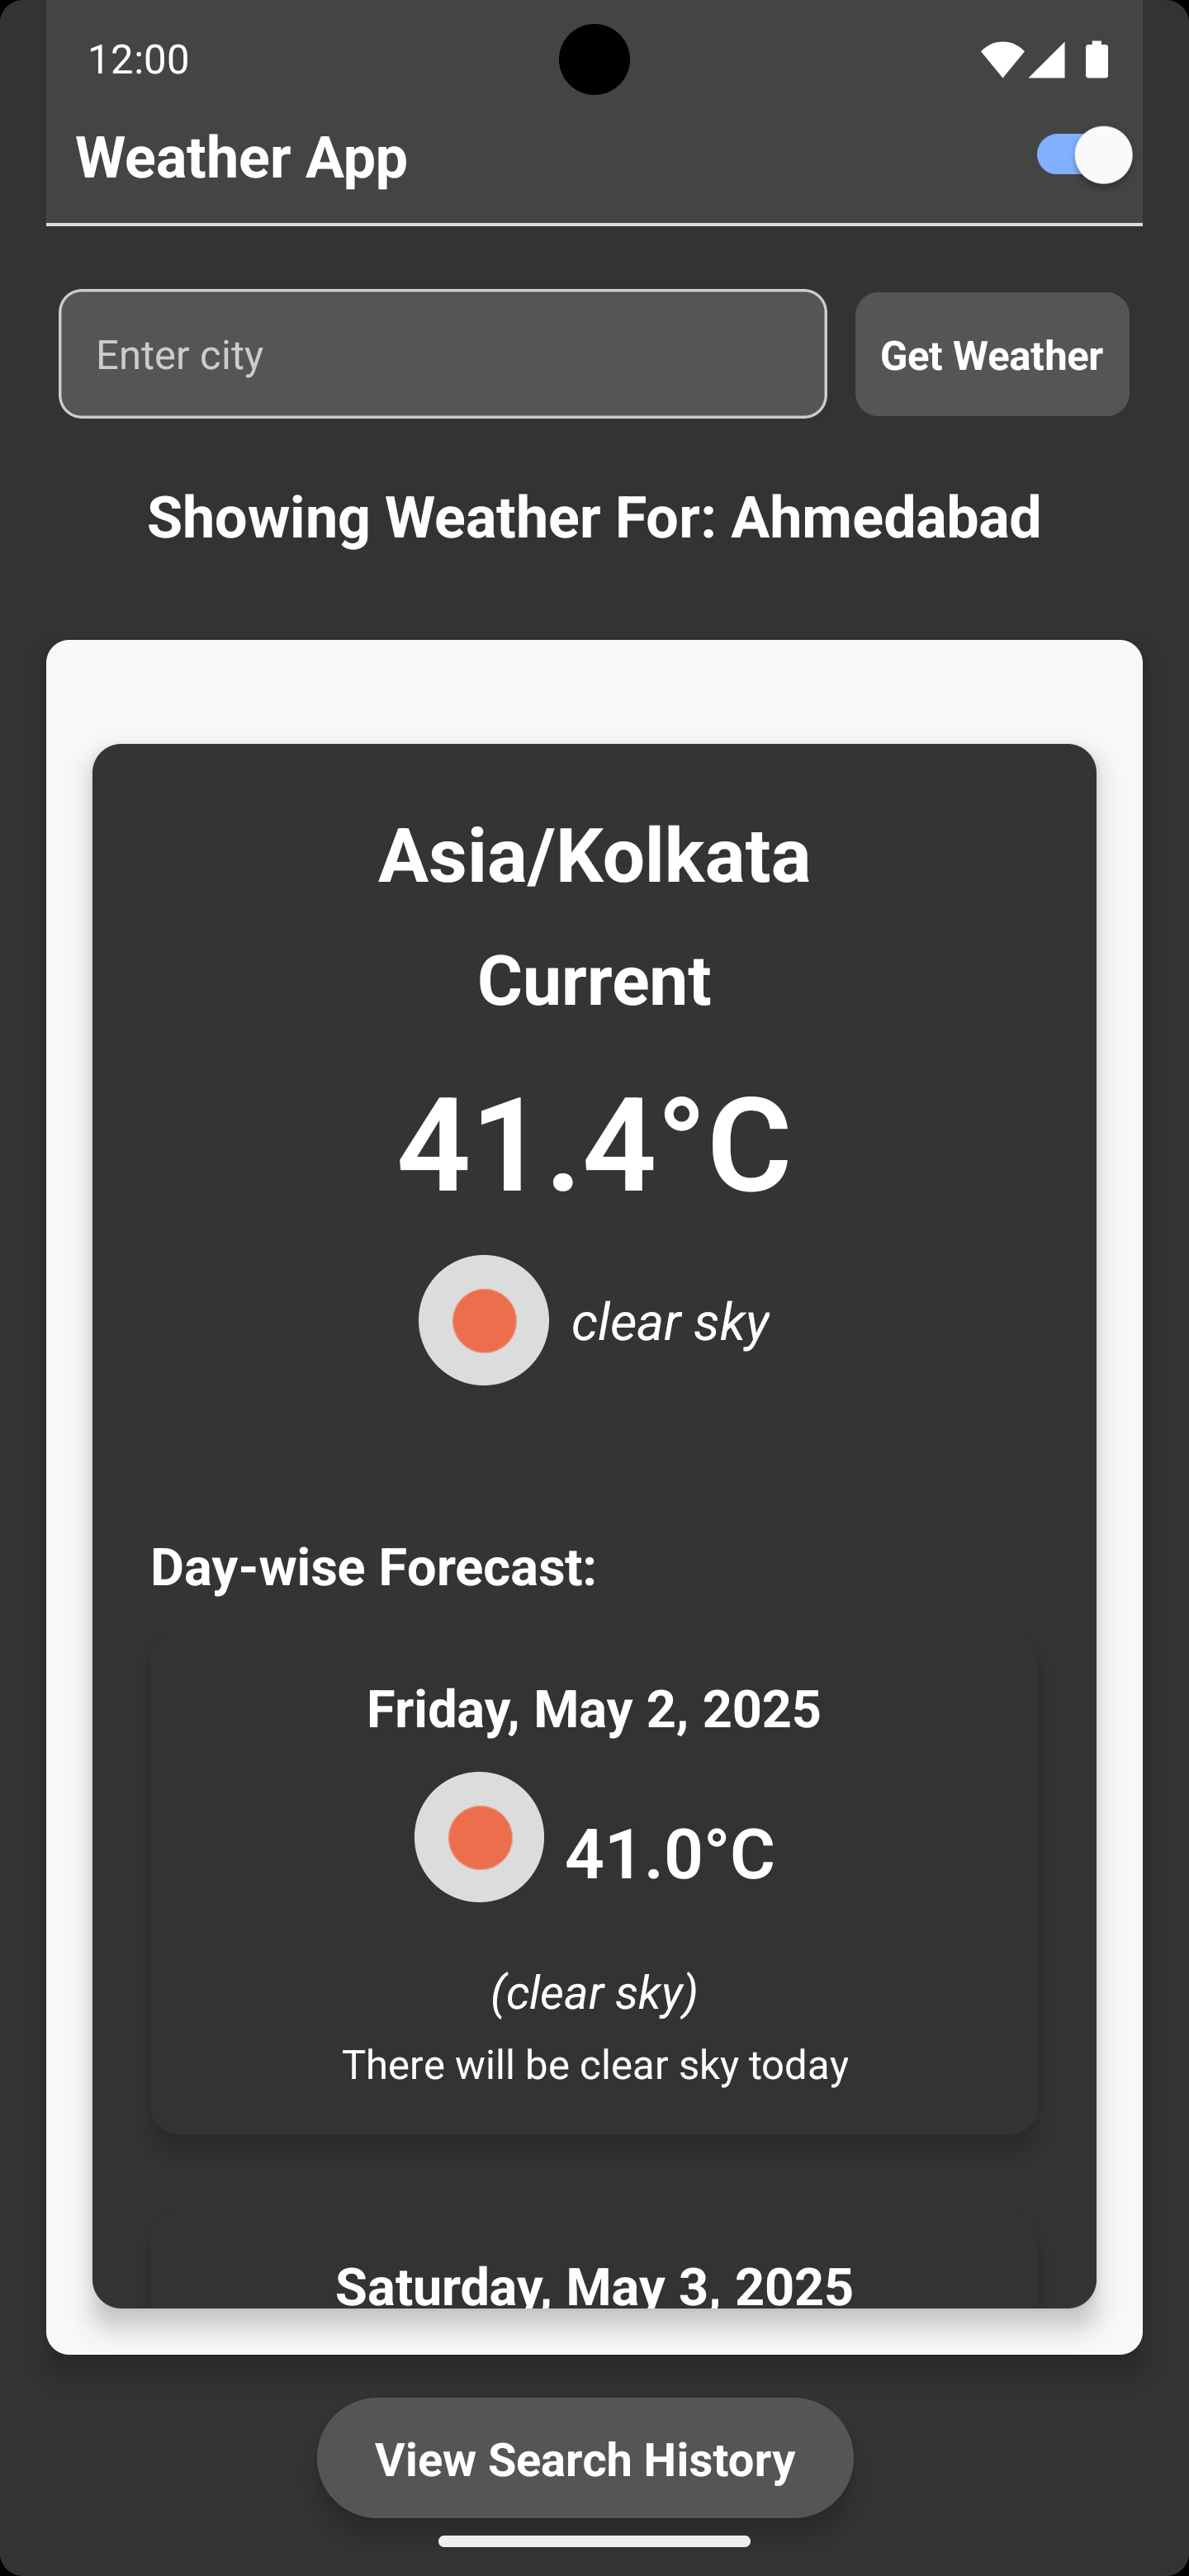 12:00
Weather App
Enter city
Get Weather
Showing Weather For: Ahmedabad
Asia/Kolkata
Current
41.4°C
clear sky
Day-wise Forecast:
Friday, May 2, 2025
41.0°C
(clear sky)
There will be clear sky today
Saturday, May 3, 2025
View Search History